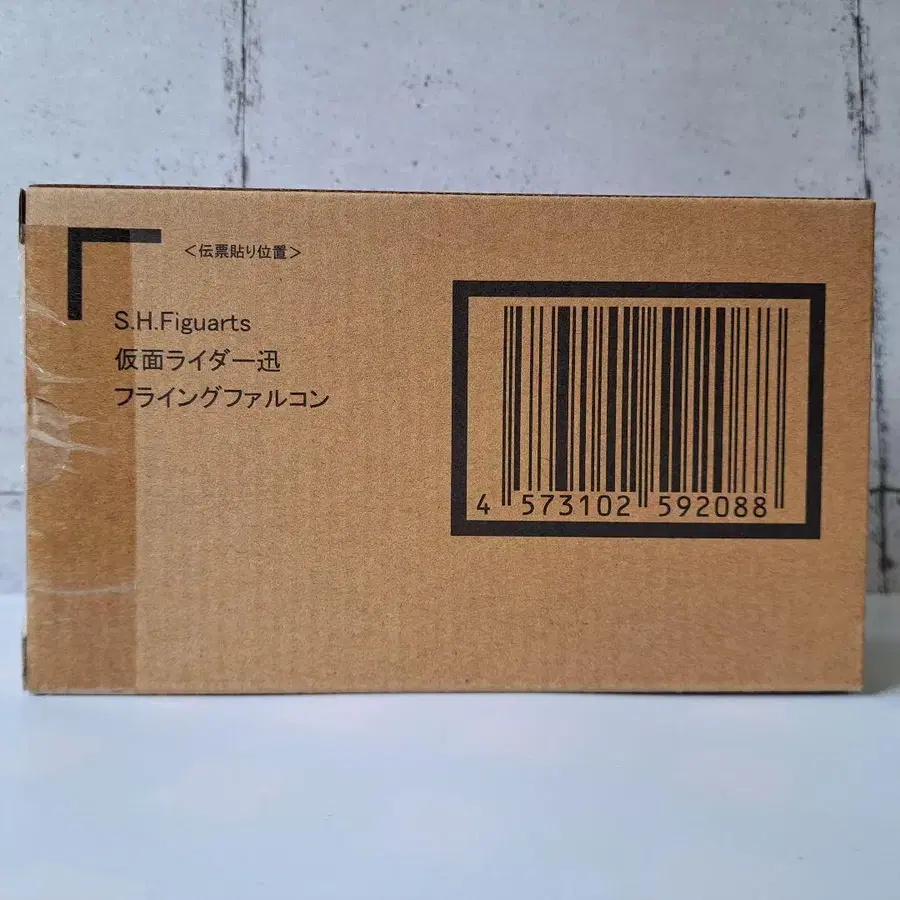 ＜伝票貼り位置＞
S.H.Figuarts
仮面ライダー迅
フライングファルコン
4 573102 592088